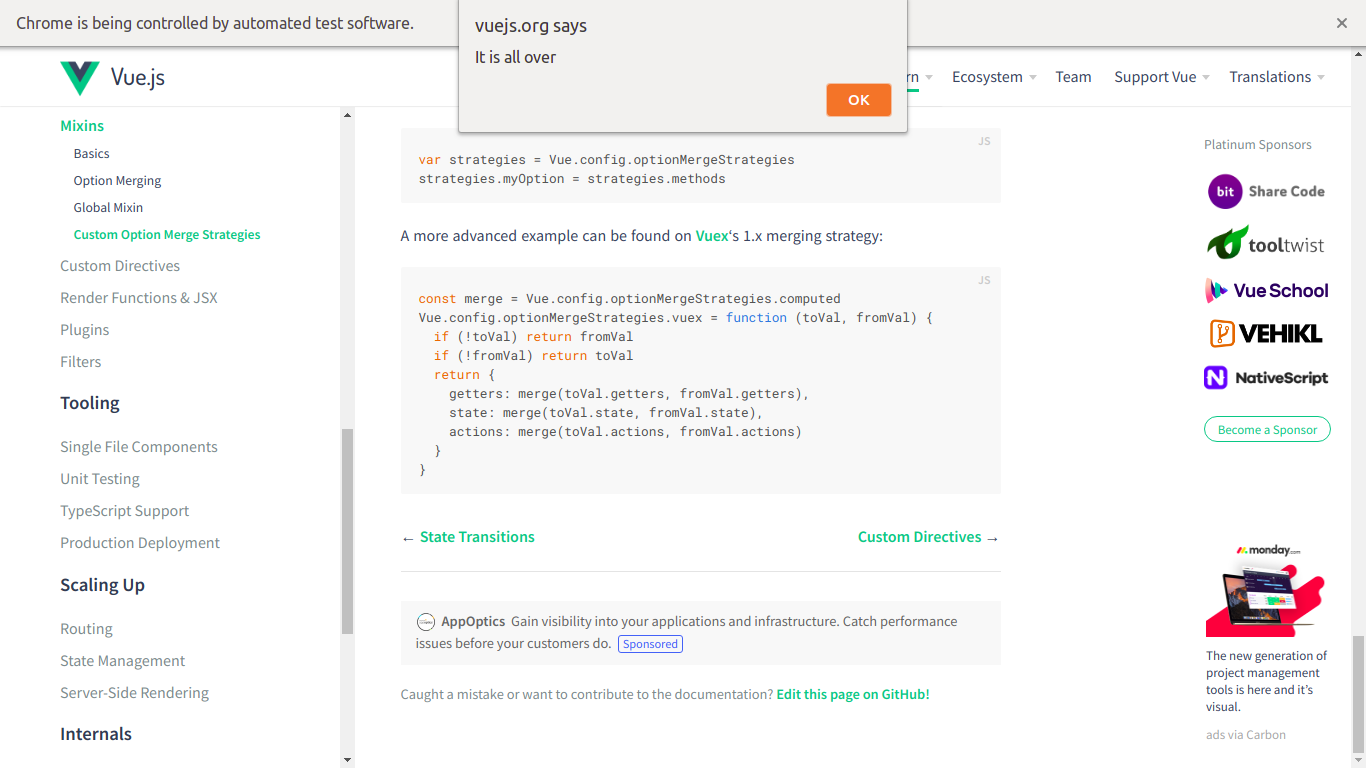 Chrome is being controlled by automated test software.
vuejs.org says
It is all over
OK
Vue.js
rn
Ecosystem
Team
Support Vue
Translations
Mixins
Basics
Option Merging
Global Mixin
Custom Option Merge Strategies
Custom Directives
Render Functions & JSX
Plugins
Filters
Tooling
Single File Components
Unit Testing
TypeScript Support
Production Deployment
Scaling Up
Routing
State Management
Server-Side Rendering
Internals
JS
var strategies = Vue.config.optionMergeStrategies
strategies.myOption = strategies.methods
A more advanced example can be found on Vuex‘s 1.x merging strategy:
JS
const merge = Vue.config.optionMergeStrategies.computed
Vue.config.optionMergeStrategies.vuex = function (toVal, fromVal) {
if (!toVal) return fromVal
if (!fromVal) return toVal
return {
getters: merge(toVal.getters, fromVal.getters),
state: merge(toVal.state, fromVal.state),
actions: merge(toVal.actions, fromVal.actions)
}
}
← State Transitions
Custom Directives →
AppOptics Gain visibility into your applications and infrastructure. Catch performance
issues before your customers do. Sponsored
Caught a mistake or want to contribute to the documentation? Edit this page on GitHub!
Platinum Sponsors
bit Share Code
tooltwist
Vue School
VEHIKL
NativeScript
Become a Sponsor
monday.com
The new generation of
project management
tools is here and it’s
visual.
ads via Carbon